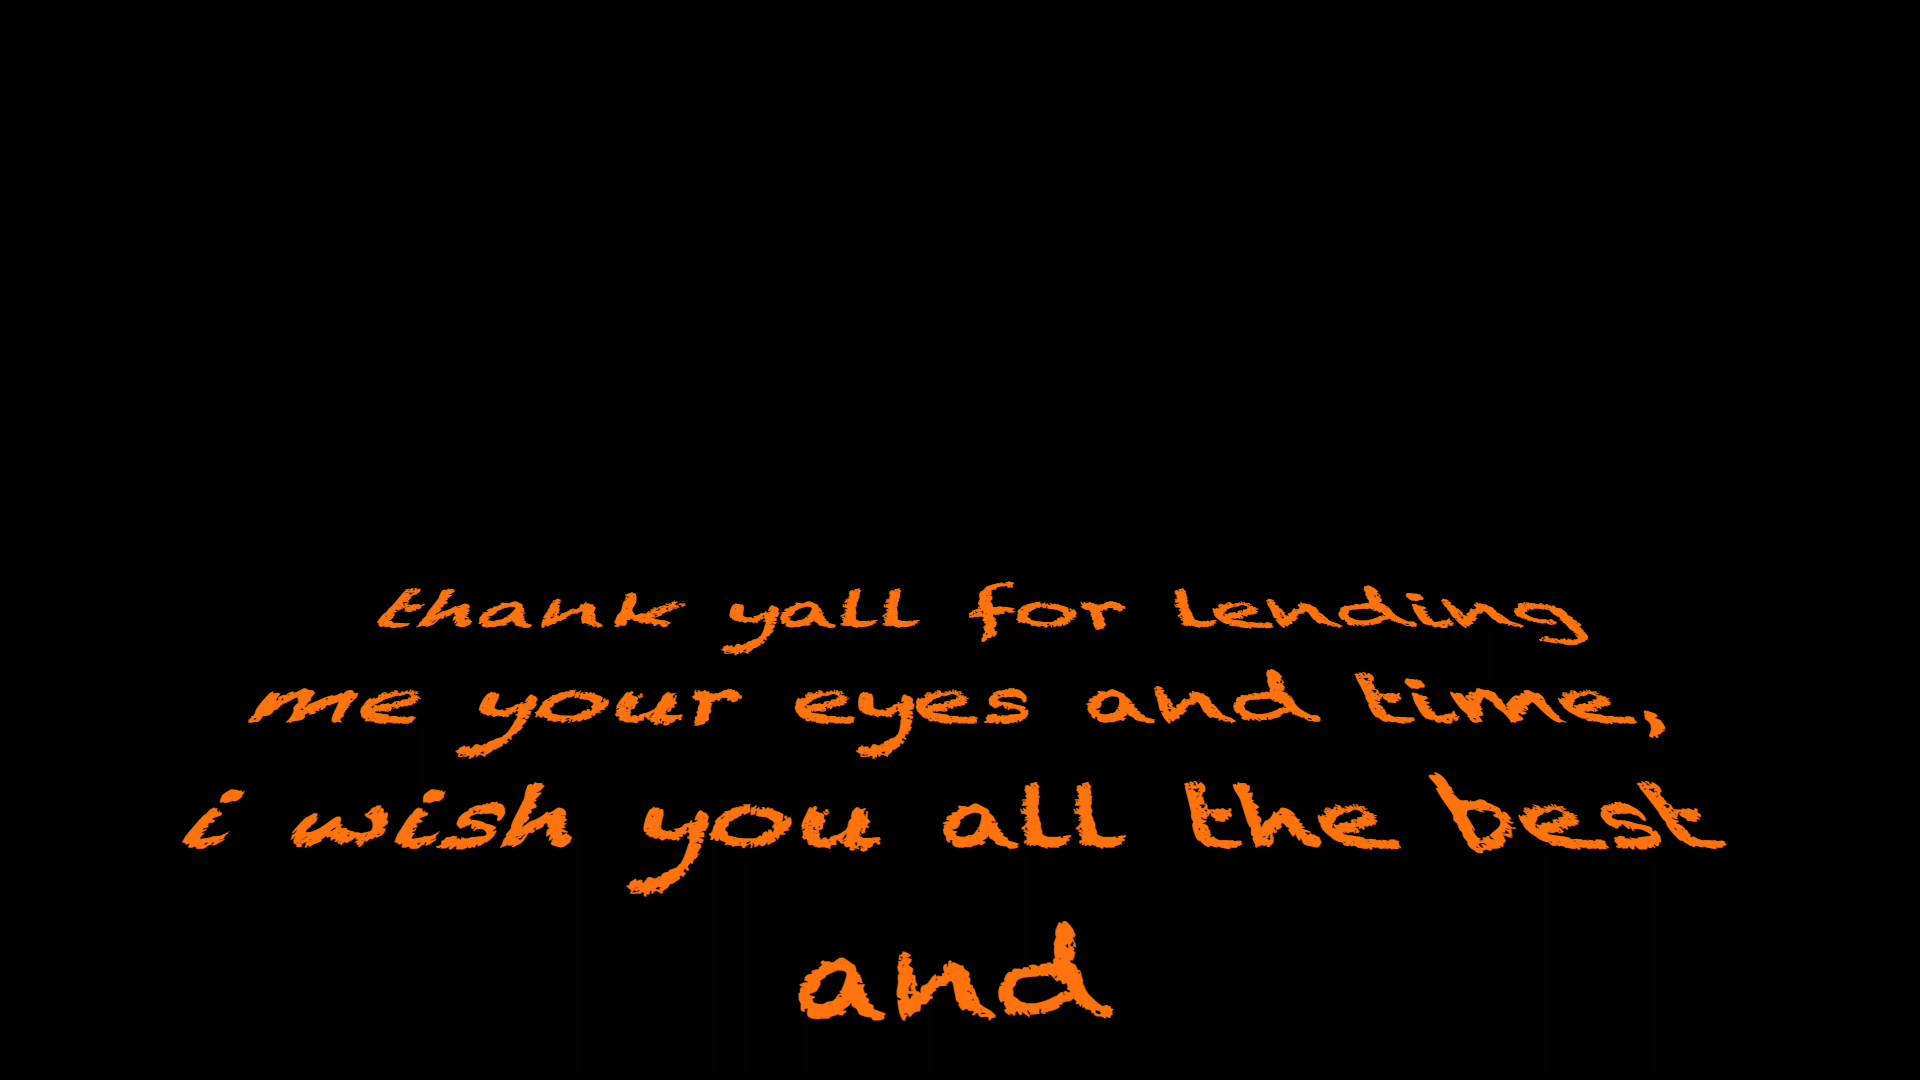 thank yall for lending
me your eyes and time,
i wish you all the best
and